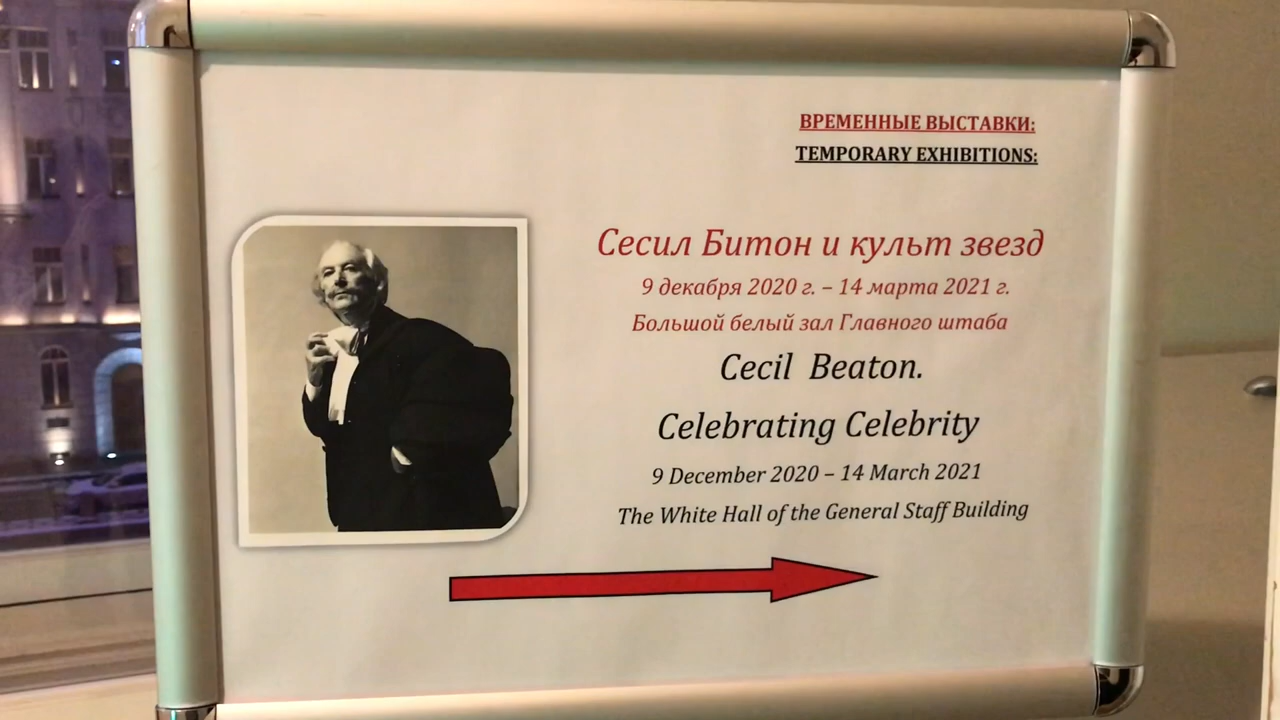 ВРЕМЕННЫЕ ВЫСТАВКИ:
TEMPORARY EXHIBITIONS:
Сесил Битон и культ звезд
9 декабря 2020 г. – 14 марта 2021 г.
Большой белый зал Главного штаба
Cecil Beaton.
Celebrating Celebrity
9 December 2020 – 14 March 2021
The White Hall of the General Staff Building